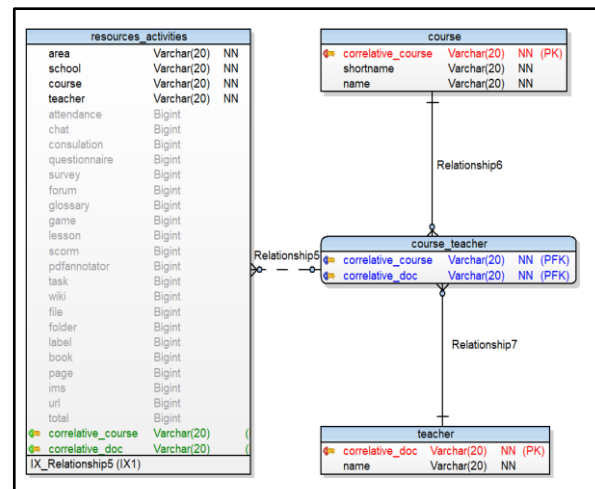 resources_activities
area Varchar(20) NN
school Varchar(20) NN
course Varchar(20) NN
teacher Varchar(20) NN
attendance Bigint
chat Bigint
consulation Bigint
questionnaire Bigint
survey Bigint
forum Bigint
glossary Bigint
game Bigint
lesson Bigint
scorm Bigint
pdfannotator Bigint
task Bigint
wiki Bigint
file Bigint
folder Bigint
label Bigint
book Bigint
page Bigint
ims Bigint
url Bigint
total Bigint
correlative_course Varchar(20) (
correlative_doc Varchar(20) (
IX_Relationship5 (IX1)
Relationship5
course
correlative_course Varchar(20) NN (PK)
shortname Varchar(20) NN
name Varchar(20) NN
Relationship6
course_teacher
correlative_course Varchar(20) NN (PFK)
correlative_doc Varchar(20) NN (PFK)
Relationship7
teacher
correlative_doc Varchar(20) NN (PK)
name Varchar(20) NN